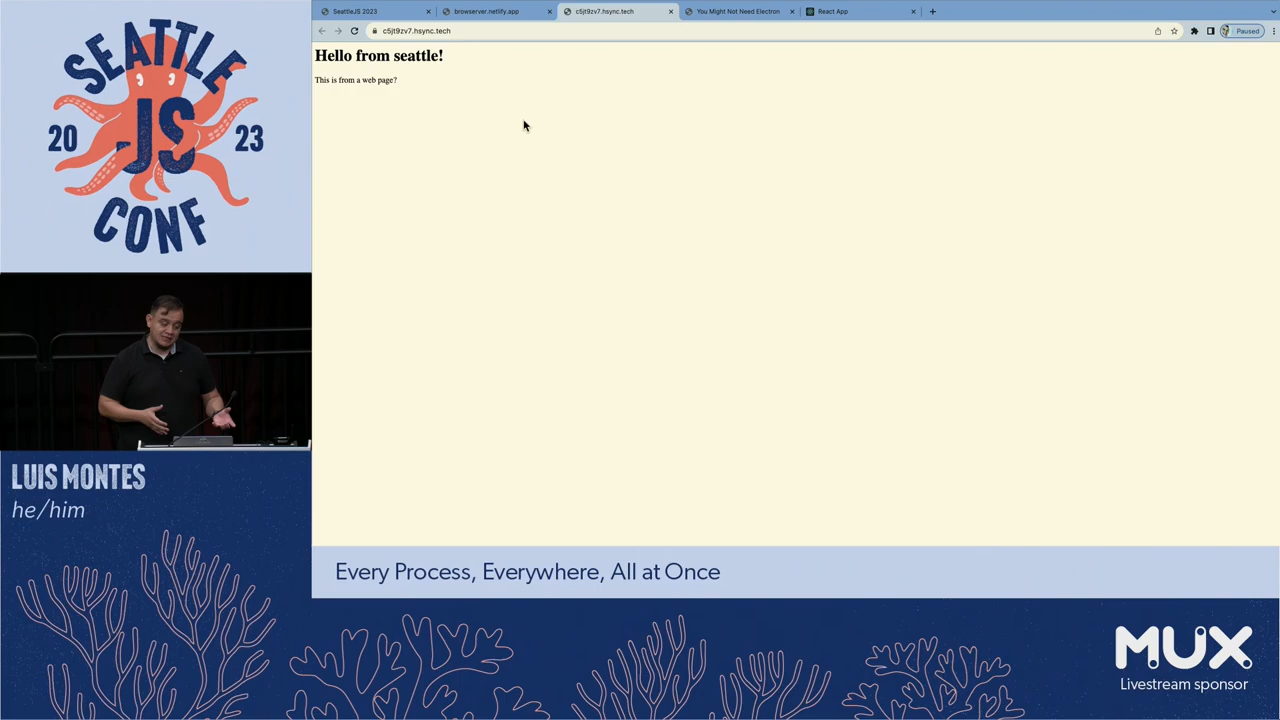 SEATTLE
JS
20 23
CONF
SeattleJS 2023
browserver.netlify.app
c5jt9zv7.hsync.tech
You Might Not Need Electron
React App
c5jt9zv7.hsync.tech
Paused
Hello from seattle!
This is from a web page?
LUIS MONTES
he/him
Every Process, Everywhere, All at Once
MUX
Livestream sponsor